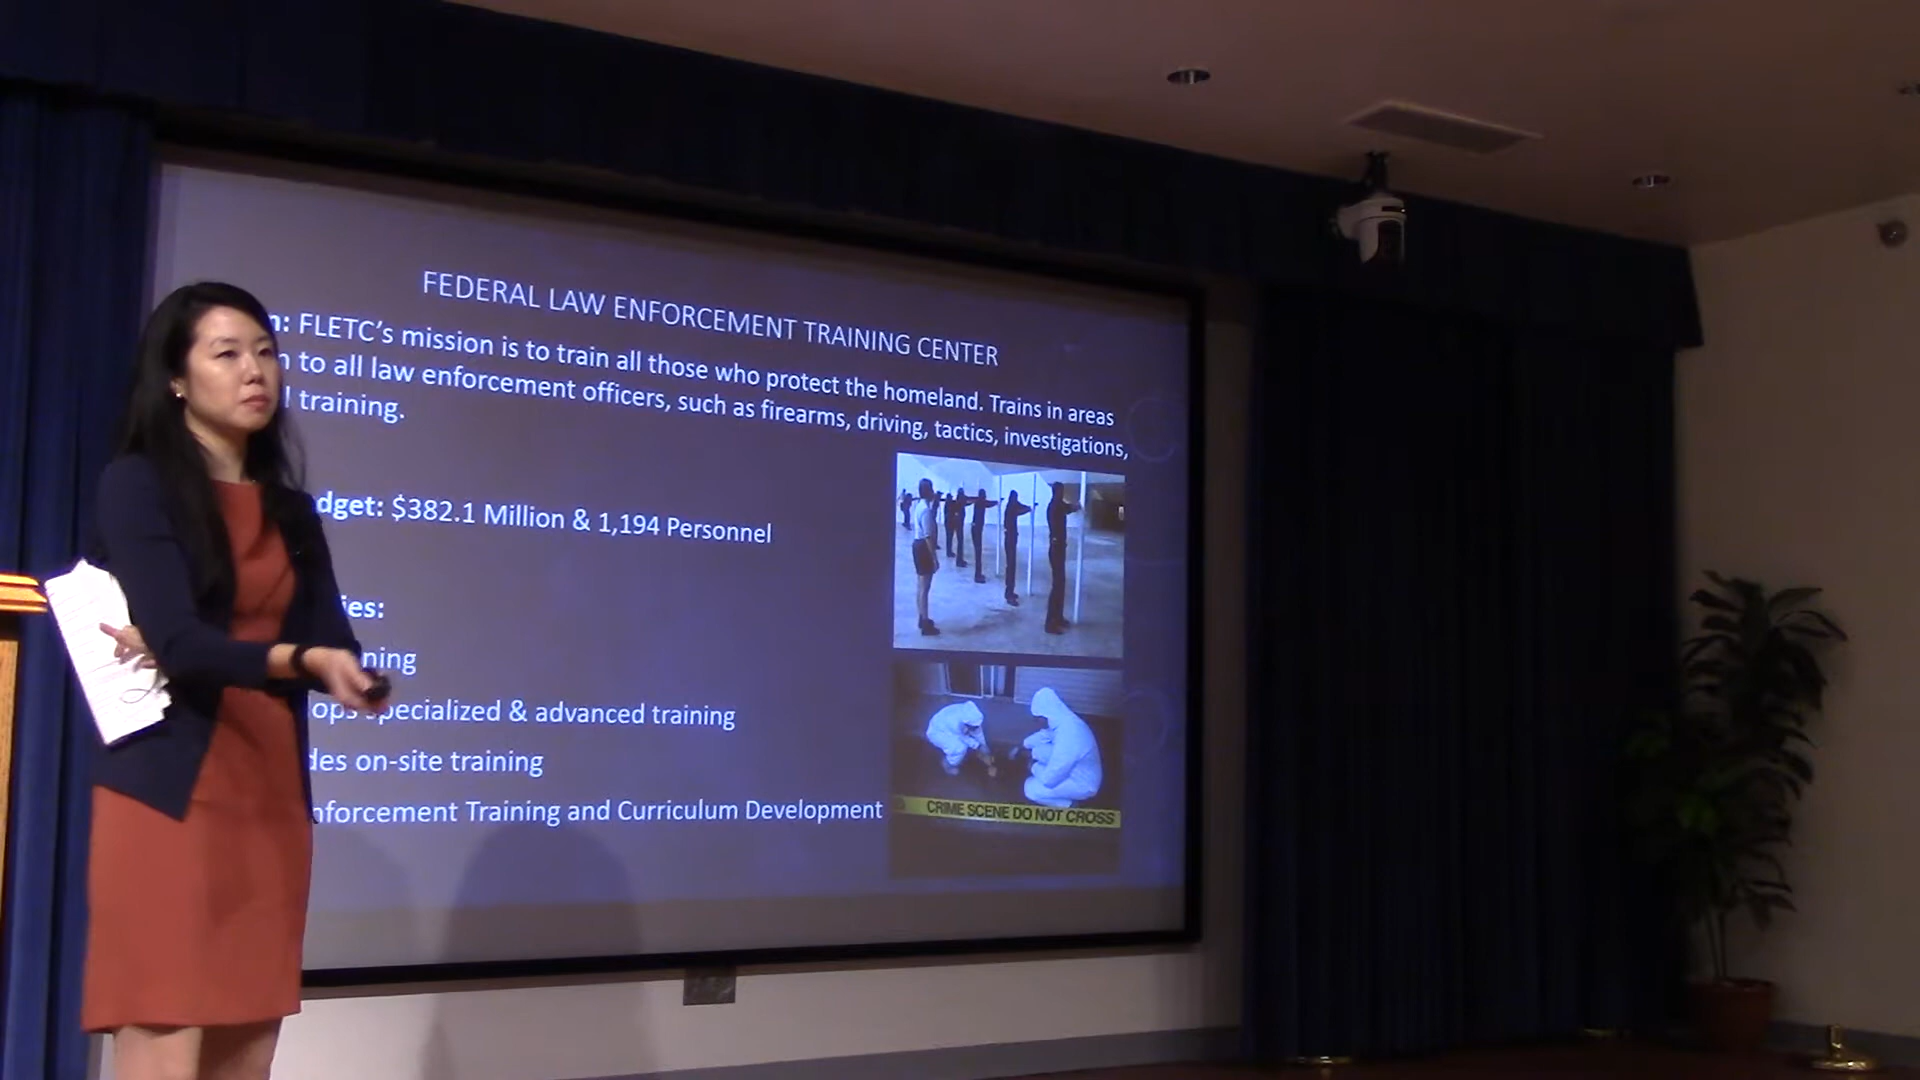 FEDERAL LAW ENFORCEMENT TRAINING CENTER
n: FLETC's mission is to train all those who protect the homeland. Trains in areas
n to all law enforcement officers, such as firearms, driving, tactics, investigations,
l training.
dget: $382.1 Million & 1,194 Personnel
ies:
ning
ops specialized & advanced training
des on-site training
nforcement Training and Curriculum Development
CRIME SCENE DO NOT CROSS